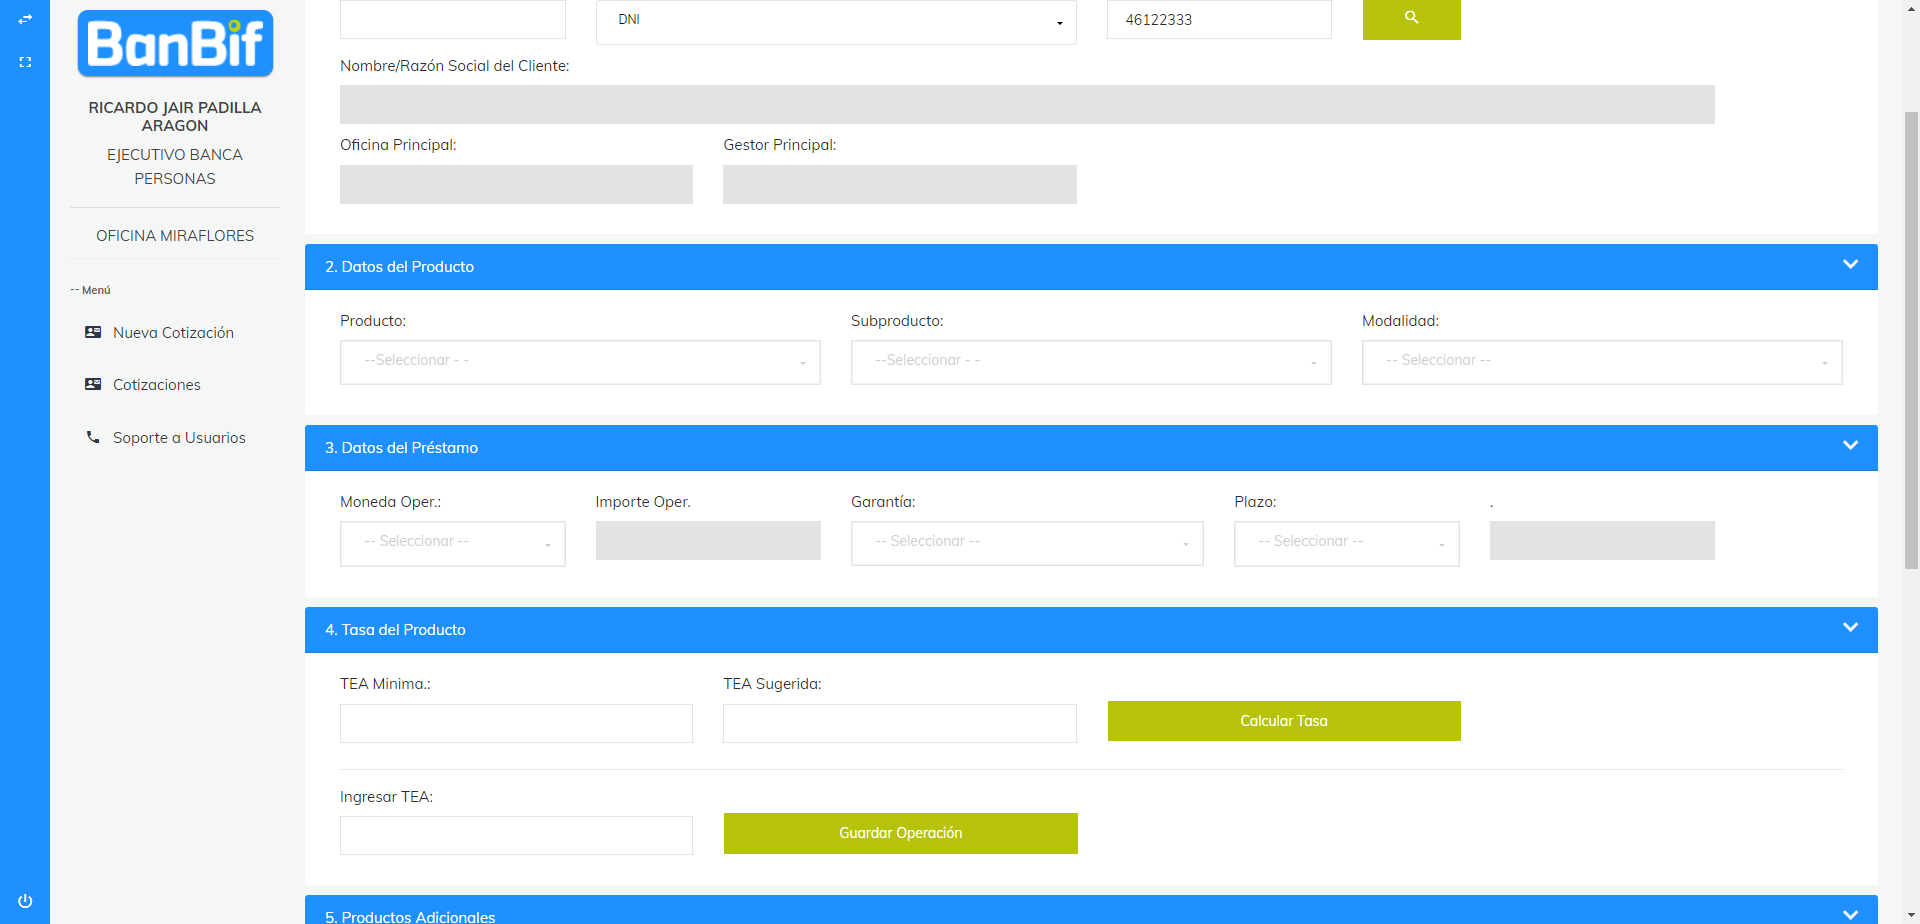 BanBif
RICARDO JAIR PADILLA
ARAGON
EJECUTIVO BANCA
PERSONAS
OFICINA MIRAFLORES
-- Menú
Nueva Cotización
Cotizaciones
Soporte a Usuarios
DNI
46122333
Nombre/Razón Social del Cliente:
Oficina Principal:
Gestor Principal:
2. Datos del Producto
Producto:
Subproducto:
Modalidad:
--Seleccionar - -
--Seleccionar - -
-- Seleccionar --
3. Datos del Préstamo
Moneda Oper.:
Importe Oper.
Garantía:
Plazo:
.
-- Seleccionar --
-- Seleccionar --
-- Seleccionar --
4. Tasa del Producto
TEA Minima.:
TEA Sugerida:
Calcular Tasa
Ingresar TEA:
Guardar Operación
5. Productos Adicionales